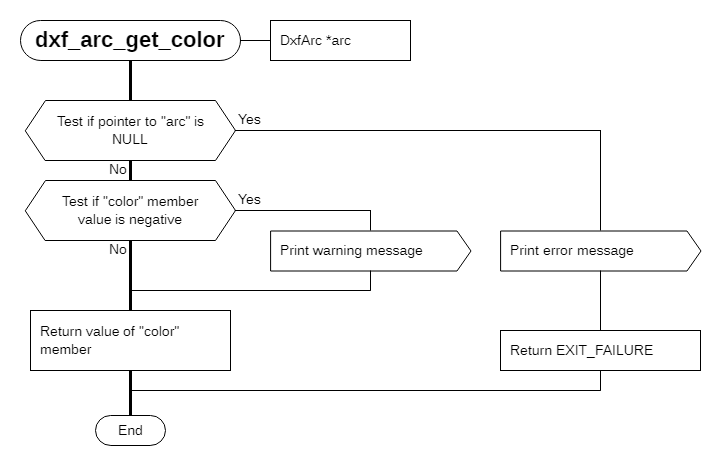 dxf_arc_get_color
DxfArc *arc
Test if pointer to "arc" is
NULL
Yes
No
Test if "color" member
value is negative
Yes
No
Print warning message
Print error message
Return value of "color"
member
Return EXIT_FAILURE
End